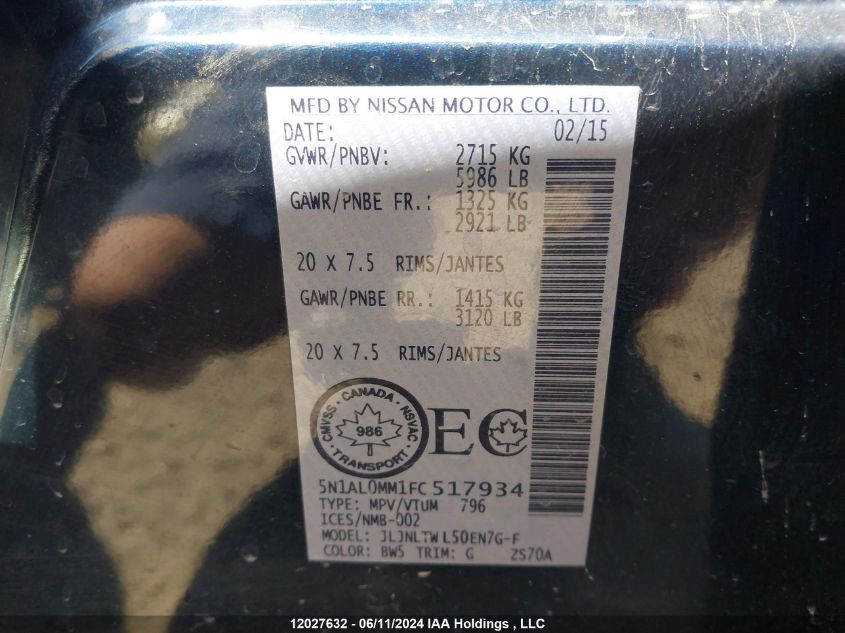 MFD BY NISSAN MOTOR CO., LTD.
DATE: 02/15
GVWR/PNBV: 2715 KG
5986 LB
GAWR/PNBE FR.: 1325 KG
2921 LB
20 X 7.5 RIMS/JANTES
GAWR/PNBE RR.: 1415 KG
3120 LB
20 X 7.5 RIMS/JANTES
CMVSS · CANADA · NSVAC
986
· TRANSPORT ·
EC
5N1AL0MM1FC517934
TYPE: MPV/VTUM 796
ICES/NMB-002
MODEL: JLJNLTWL50EN7G-F
COLOR: BW5 TRIM: G 2S70A
12027632 - 06/11/2024 IAA Holdings , LLC